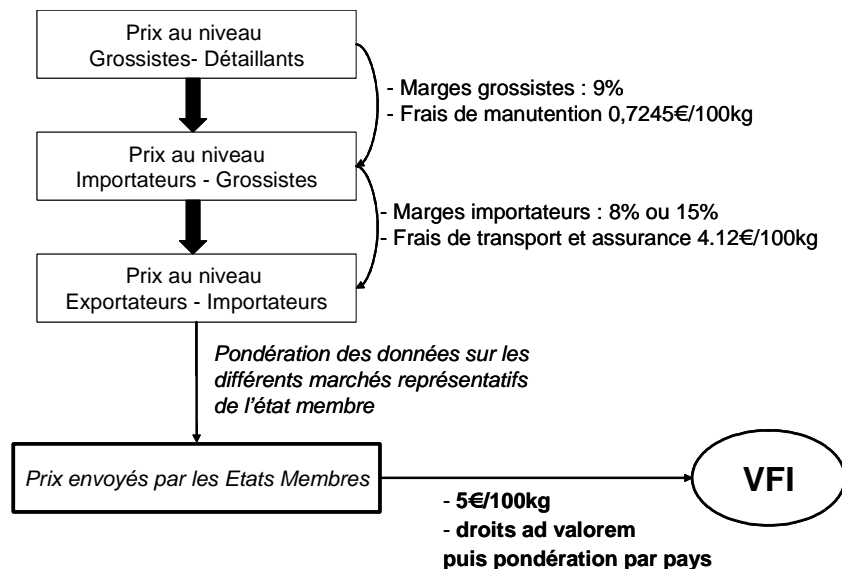 Prix au niveau
Grossistes- Détaillants
- Marges grossistes : 9%
- Frais de manutention 0,7245€/100kg
Prix au niveau
Importateurs - Grossistes
- Marges importateurs : 8% ou 15%
- Frais de transport et assurance 4.12€/100kg
Prix au niveau
Exportateurs - Importateurs
Pondération des données sur les
différents marchés représentatifs
de l'état membre
Prix envoyés par les Etats Membres
VFI
- 5€/100kg
- droits ad valorem
puis pondération par pays